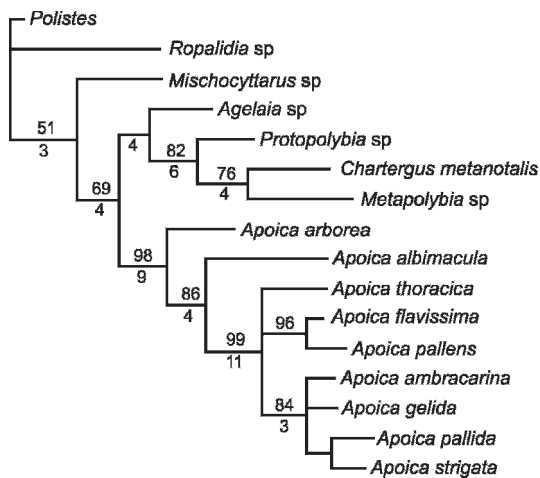 Polistes
Ropalidia sp
Mischocyttarus sp
Agelaia sp
51
3
4
82
6
Protopolybia sp
76
4
Chartergus metanotalis
Metapolybia sp
69
4
Apoica arborea
98
9
Apoica albimacula
86
4
Apoica thoracica
Apoica flavissima
96
99
11
Apoica pallens
Apoica ambracarina
84
3
Apoica gelida
Apoica pallida
Apoica strigata